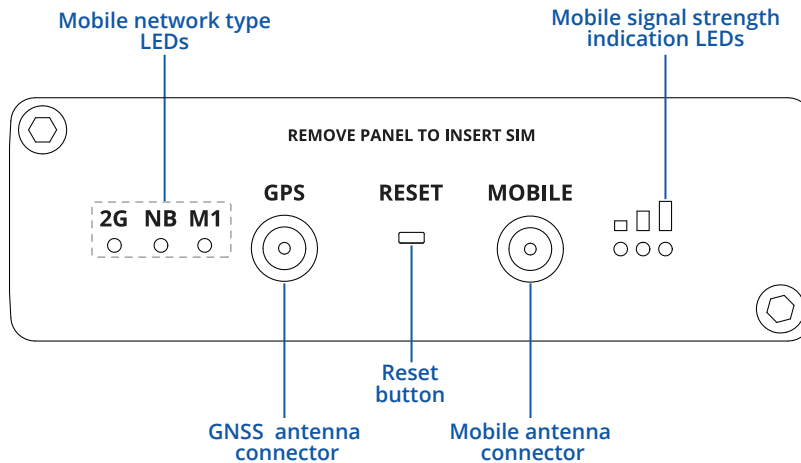 Mobile network type
LEDs
Mobile signal strength
indication LEDs
REMOVE PANEL TO INSERT SIM
GPS
RESET
MOBILE
2G NB M1
Reset
button
GNSS antenna
connector
Mobile antenna
connector